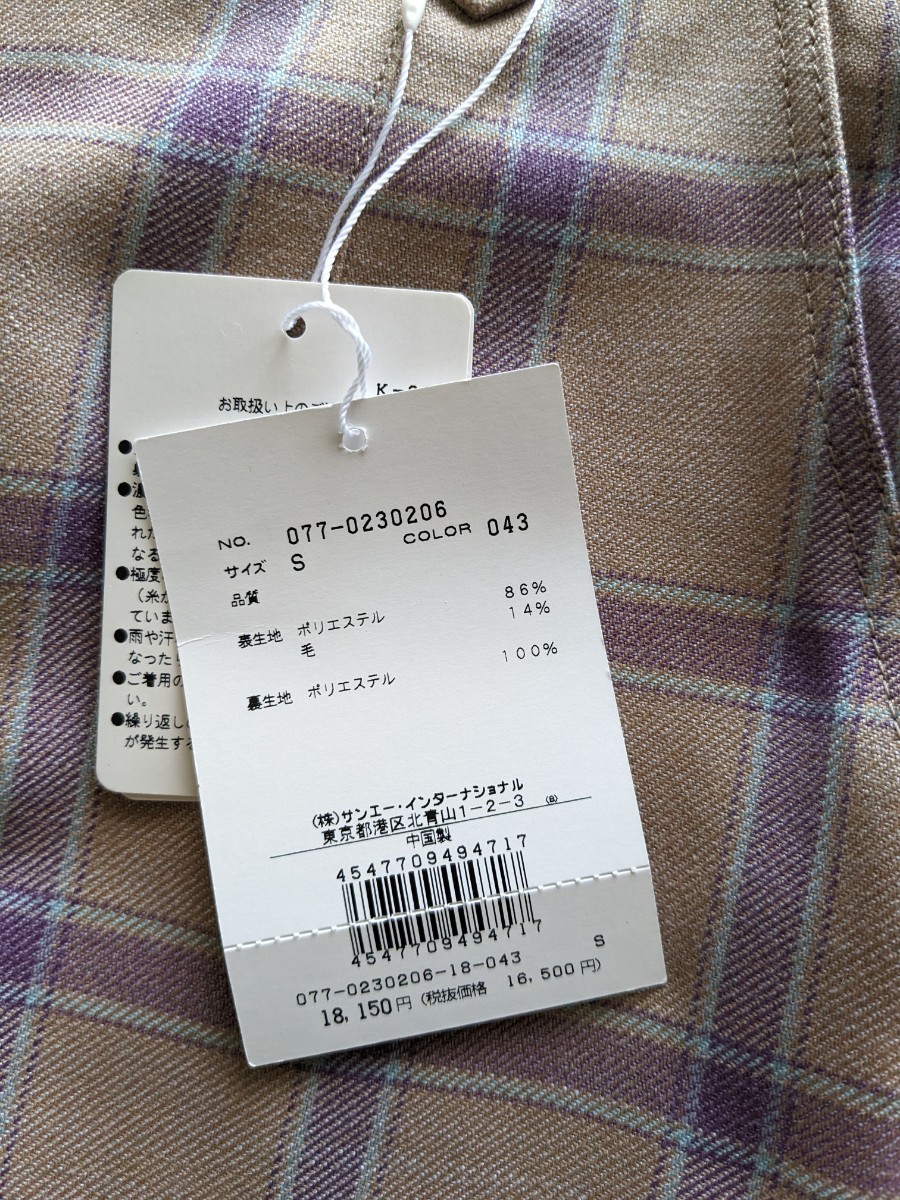 K-
お取扱い上の
色
れた
なる
●極度
(糸が
ていま
●雨や汗
なったり
●ご着用の
い。
●繰り返し
が発生する
NO. 077-0230206
COLOR 043
サイズ S
品質
表生地 ポリエステル 86%
毛 14%
裏生地 ポリエステル 100%
(株)サンエー・インターナショナル
東京都港区北青山1-2-3 (B)
中国製
4547709494717
4547709494717
077-0230206-18-043 S
18,150円 (税抜価格 16,500円)